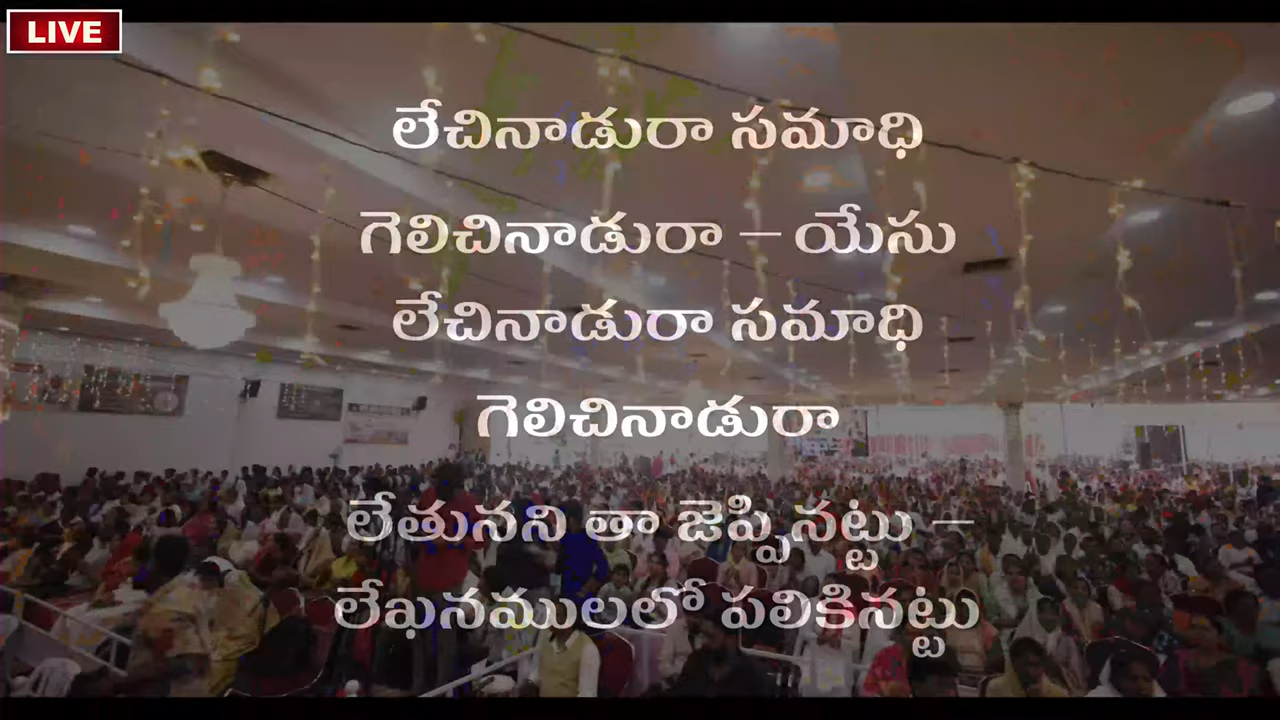 LIVE
లేచినాడురా సమాధి
గెలిచినాడురా – యేసు
లేచినాడురా సమాధి
గెలిచినాడురా
లేతునని తా జెప్పినట్టు –
లేఖనములలో పలికినట్టు